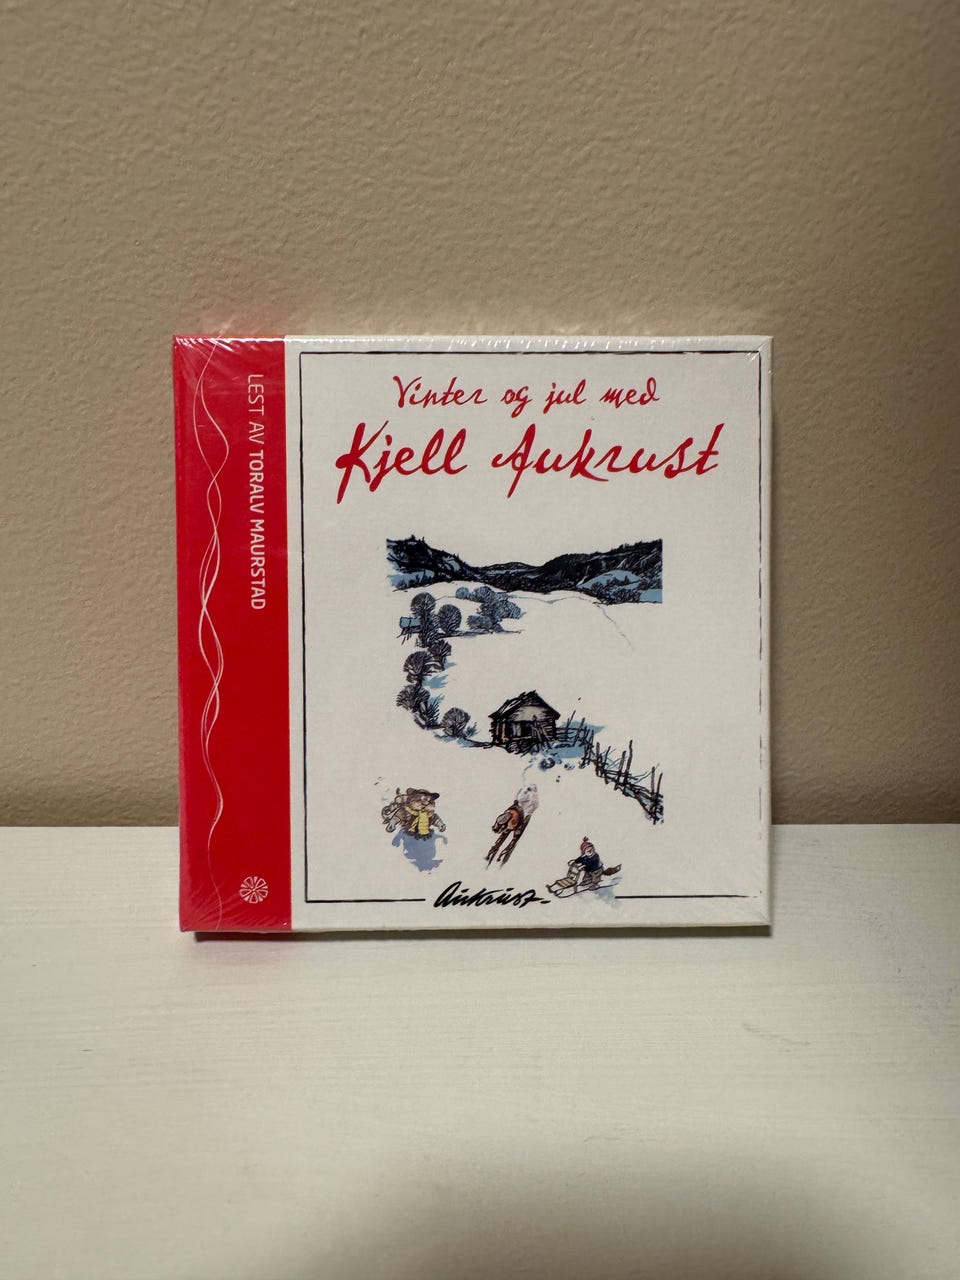 LEST AV TORALV MAURSTAD
Vinter og jul med
Kjell Aukrust
Aukrust-